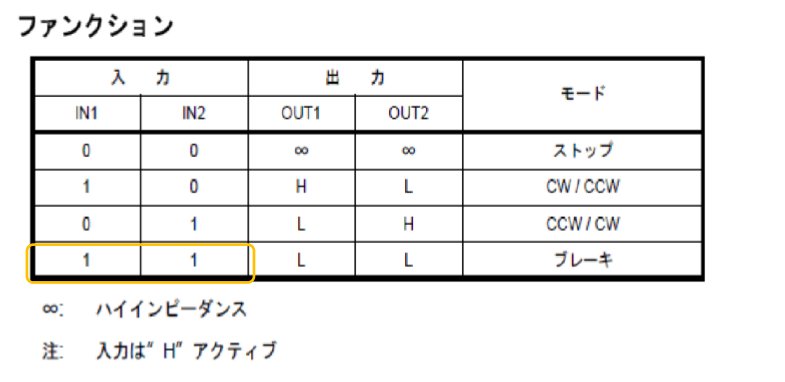 ファンクション
入 力 出 力 モード
IN1 IN2 OUT1 OUT2
0 0 ∞ ∞ ストップ
1 0 H L CW / CCW
0 1 L H CCW / CW
1 1 L L ブレーキ
∞: ハイインピーダンス
注: 入力は"H"アクティブ